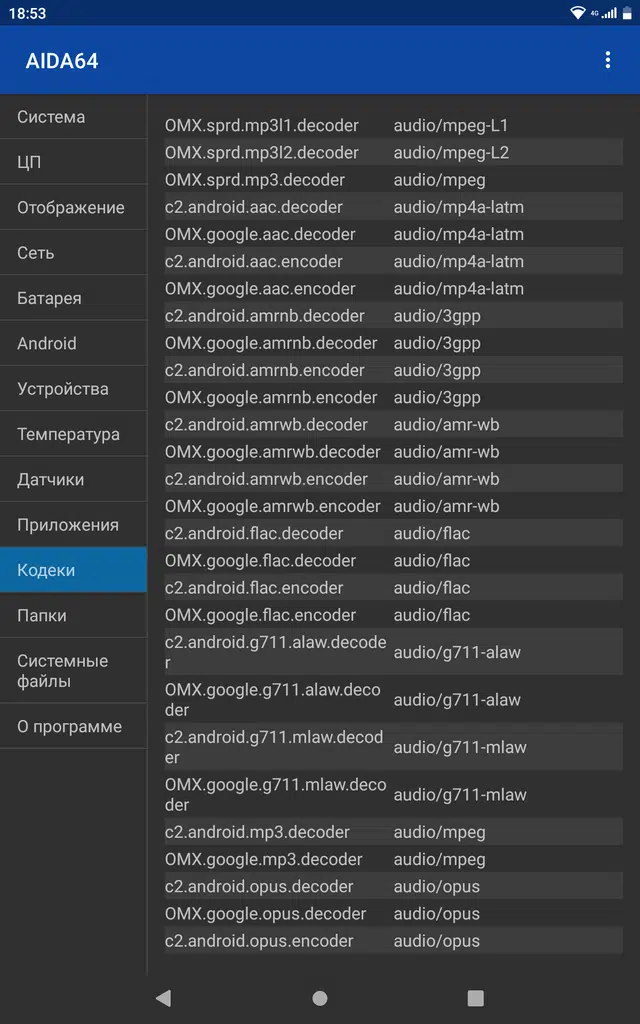 18:53
4G
AIDA64
Система
ЦП
Отображение
Сеть
Батарея
Android
Устройства
Температура
Датчики
Приложения
Кодеки
Папки
Системные
файлы
О программе
OMX.sprd.mp3l1.decoder audio/mpeg-L1
OMX.sprd.mp3l2.decoder audio/mpeg-L2
OMX.sprd.mp3.decoder audio/mpeg
c2.android.aac.decoder audio/mp4a-latm
OMX.google.aac.decoder audio/mp4a-latm
c2.android.aac.encoder audio/mp4a-latm
OMX.google.aac.encoder audio/mp4a-latm
c2.android.amrnb.decoder audio/3gpp
OMX.google.amrnb.decoder audio/3gpp
c2.android.amrnb.encoder audio/3gpp
OMX.google.amrnb.encoder audio/3gpp
c2.android.amrwb.decoder audio/amr-wb
OMX.google.amrwb.decoder audio/amr-wb
c2.android.amrwb.encoder audio/amr-wb
OMX.google.amrwb.encoder audio/amr-wb
c2.android.flac.decoder audio/flac
OMX.google.flac.decoder audio/flac
c2.android.flac.encoder audio/flac
OMX.google.flac.encoder audio/flac
c2.android.g711.alaw.decode
r
audio/g711-alaw
OMX.google.g711.alaw.deco
der
audio/g711-alaw
c2.android.g711.mlaw.decod
er
audio/g711-mlaw
OMX.google.g711.mlaw.deco
der
audio/g711-mlaw
c2.android.mp3.decoder audio/mpeg
OMX.google.mp3.decoder audio/mpeg
c2.android.opus.decoder audio/opus
OMX.google.opus.decoder audio/opus
c2.android.opus.encoder audio/opus